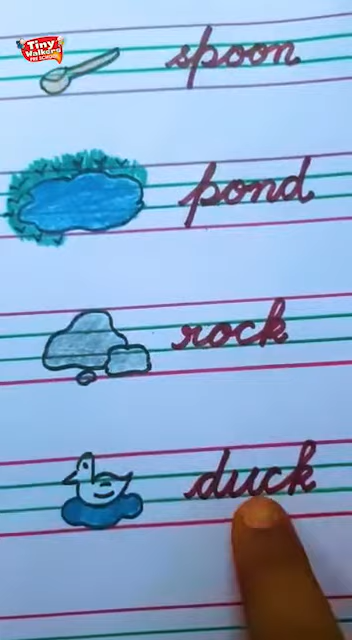 Tiny
Walkers
PRE SCHOOL
spoon
pond
rock
duck